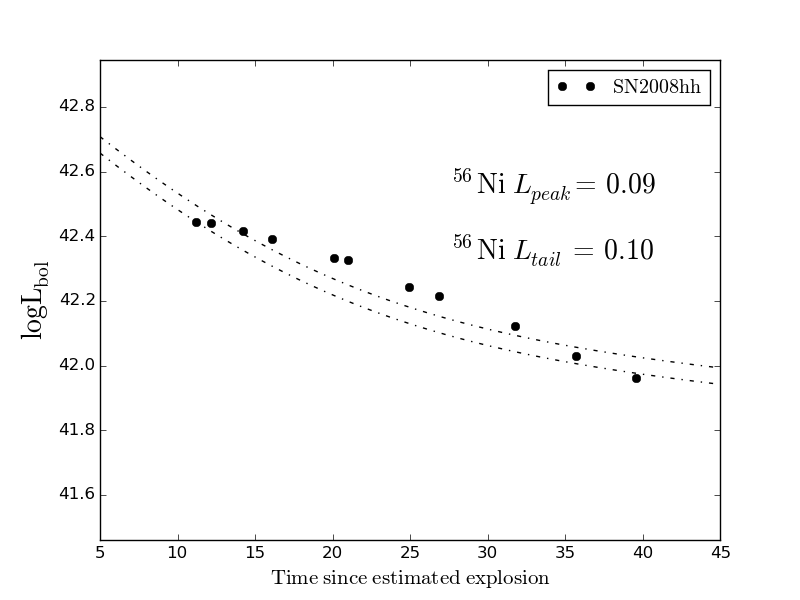 SN2008hh
⁵⁶Ni L_peak = 0.09
⁵⁶Ni L_tail = 0.10
logL_bol
42.8
42.6
42.4
42.2
42.0
41.8
41.6
5 10 15 20 25 30 35 40 45
Time since estimated explosion